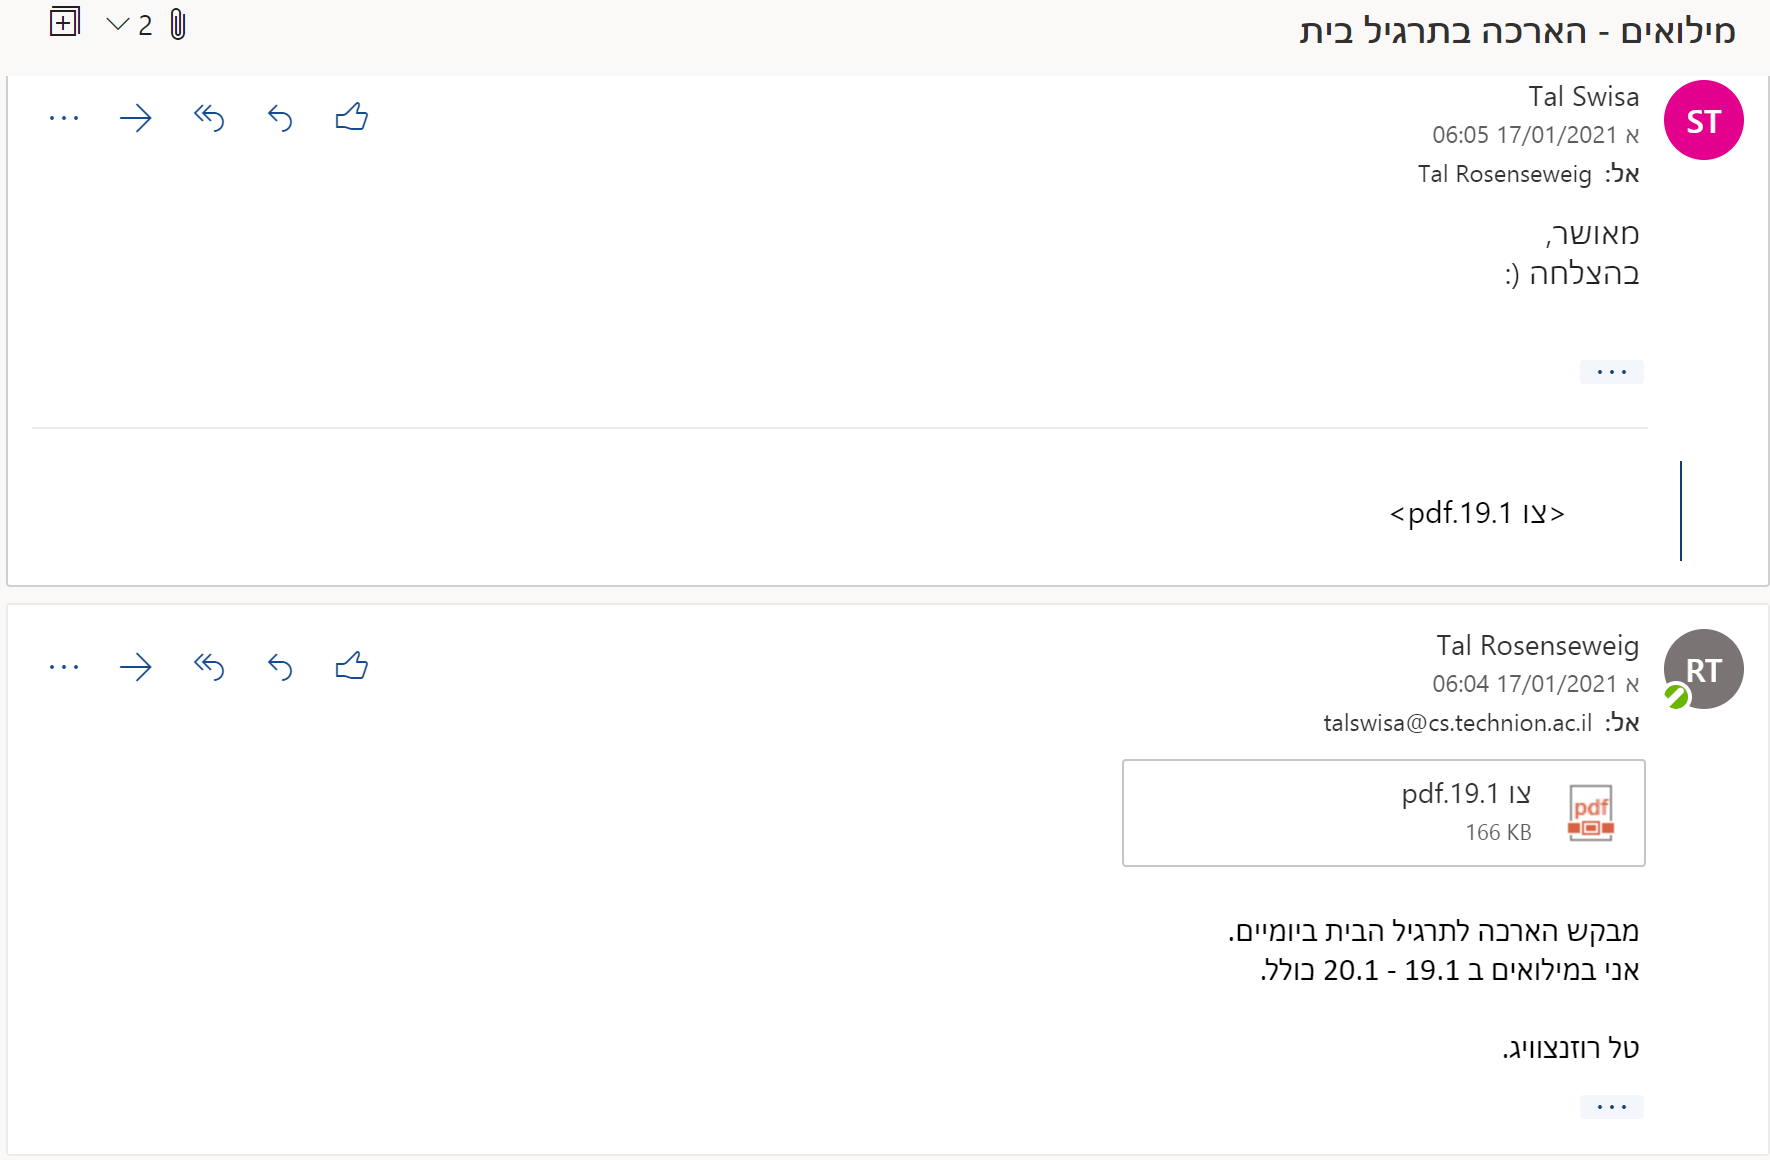 מילואים - הארכה בתרגיל בית
2
ST
Tal Swisa
א 17/01/2021 06:05
אל: Tal Rosenseweig
מאושר,
בהצלחה (:
...
<צו 19.1.pdf>
RT
Tal Rosenseweig
א 17/01/2021 06:04
אל: talswisa@cs.technion.ac.il
pdf
צו 19.1.pdf
166 KB
מבקש הארכה לתרגיל הבית ביומיים.
אני במילואים ב 19.1 - 20.1 כולל.
טל רוזנצוויג.
...